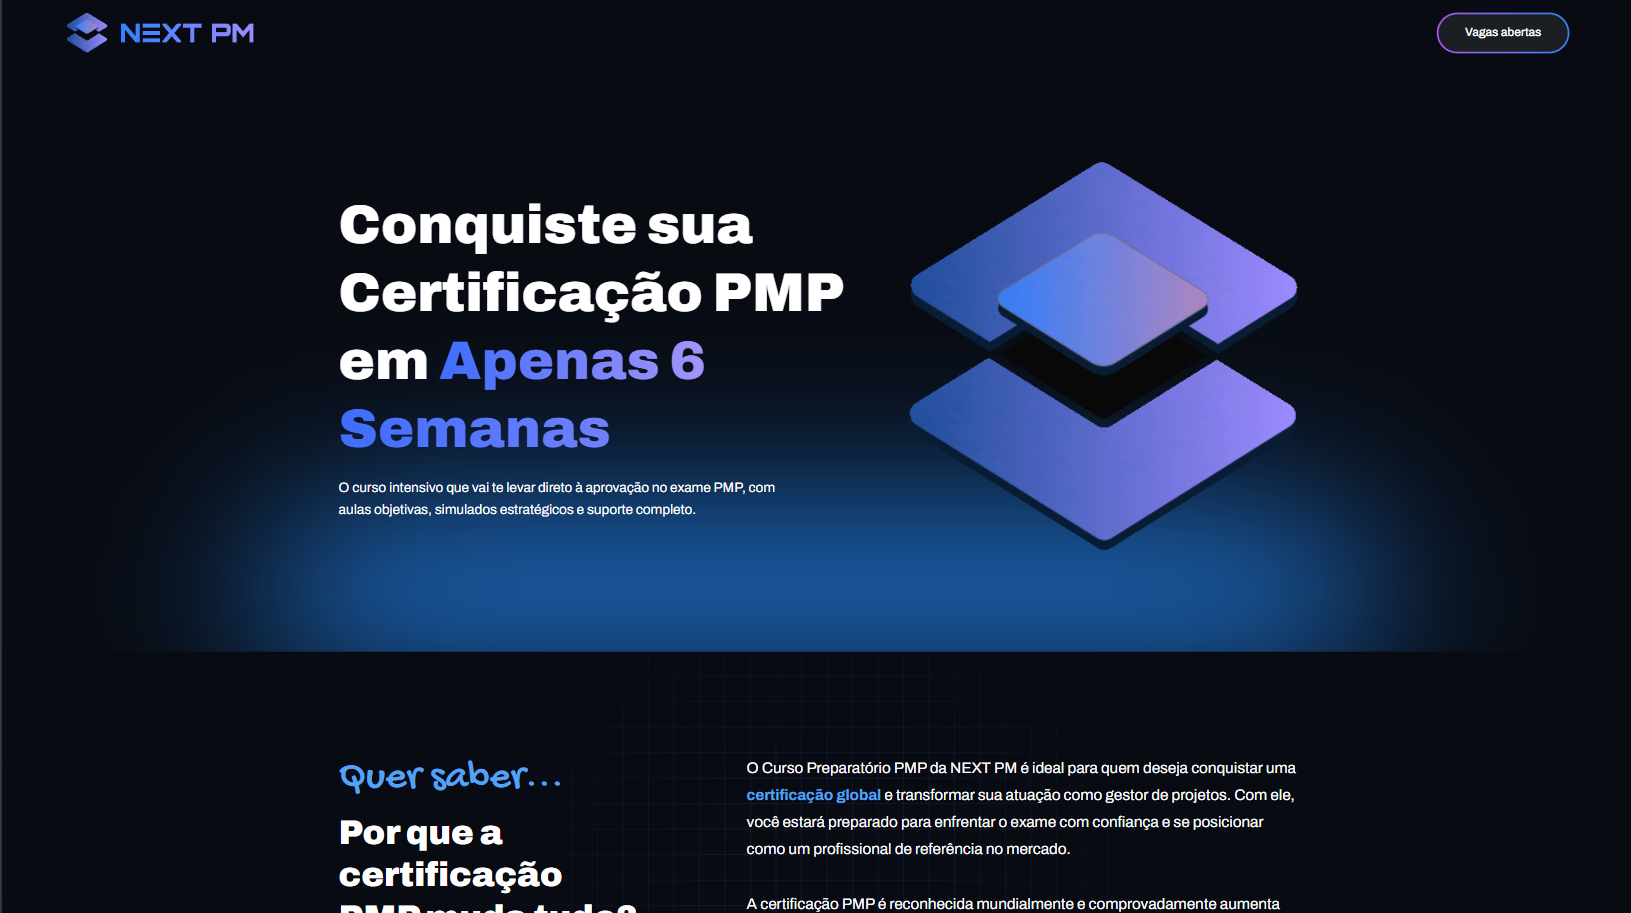 NEXT PM
Vagas abertas
Conquiste sua
Certificação PMP
em Apenas 6
Semanas
O curso intensivo que vai te levar direto à aprovação no exame PMP, com
aulas objetivas, simulados estratégicos e suporte completo.
Quer saber...
Por que a
certificação
PMP muda tudo?
O Curso Preparatório PMP da NEXT PM é ideal para quem deseja conquistar uma
certificação global e transformar sua atuação como gestor de projetos. Com ele,
você estará preparado para enfrentar o exame com confiança e se posicionar
como um profissional de referência no mercado.
A certificação PMP é reconhecida mundialmente e comprovadamente aumenta